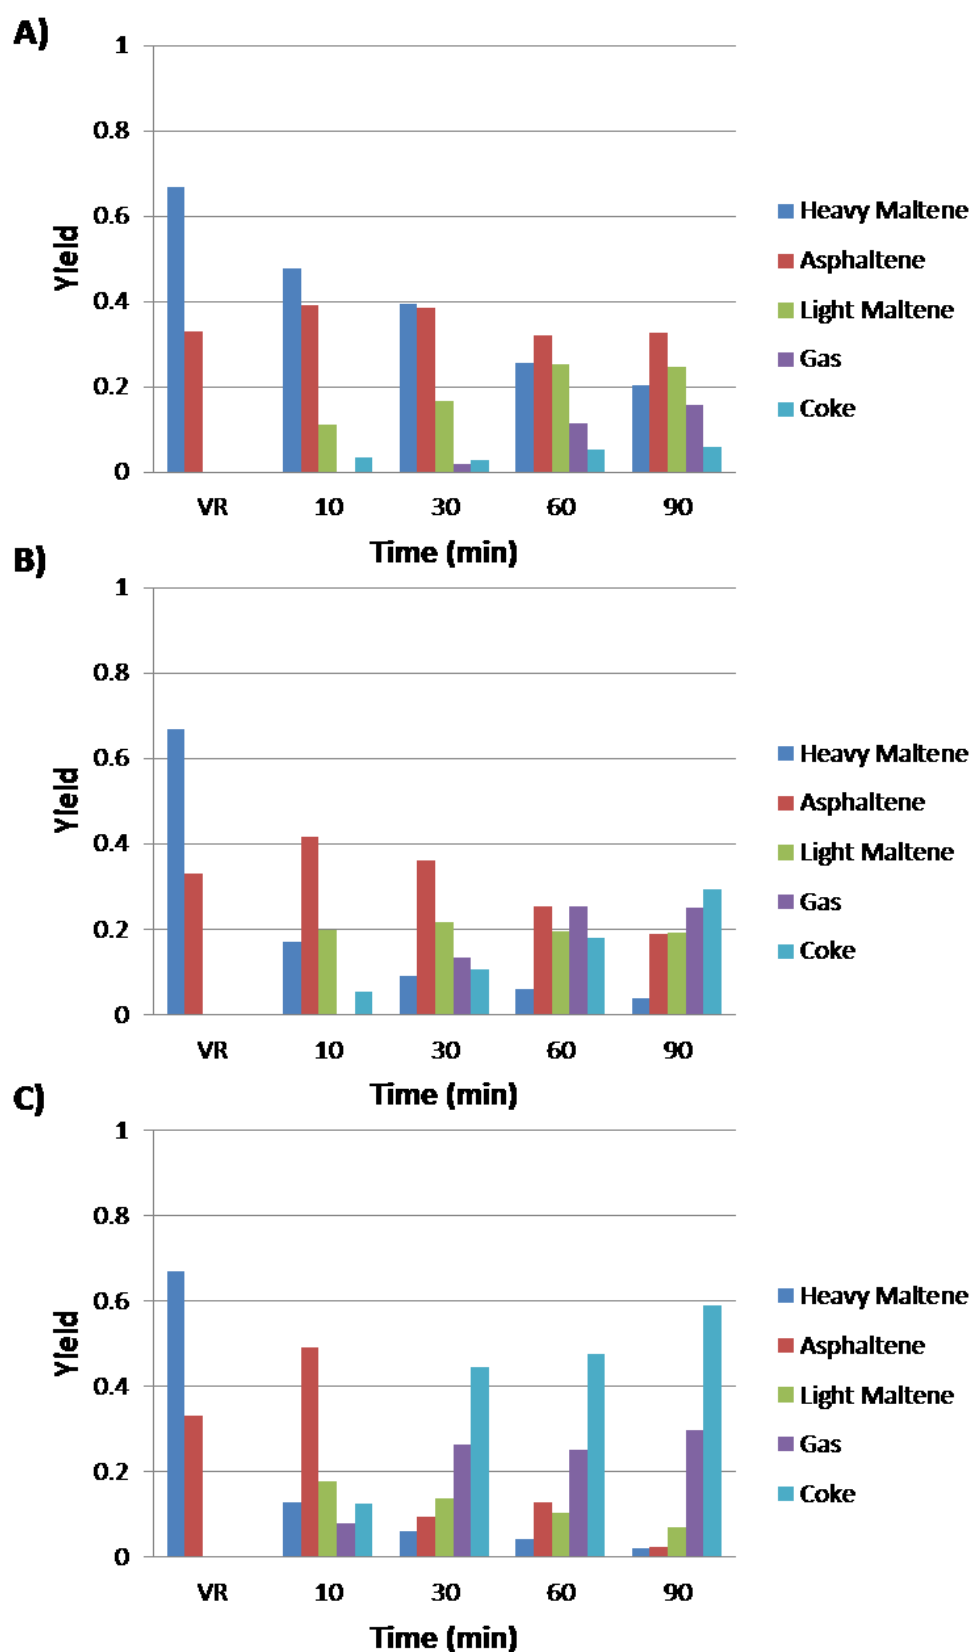 A)
1
0.8
0.6
0.4
0.2
0
Yield
VR 10 30 60 90
Time (min)
Heavy Maltene
Asphaltene
Light Maltene
Gas
Coke
B)
1
0.8
0.6
0.4
0.2
0
Yield
VR 10 30 60 90
Time (min)
Heavy Maltene
Asphaltene
Light Maltene
Gas
Coke
C)
1
0.8
0.6
0.4
0.2
0
Yield
VR 10 30 60 90
Time (min)
Heavy Maltene
Asphaltene
Light Maltene
Gas
Coke